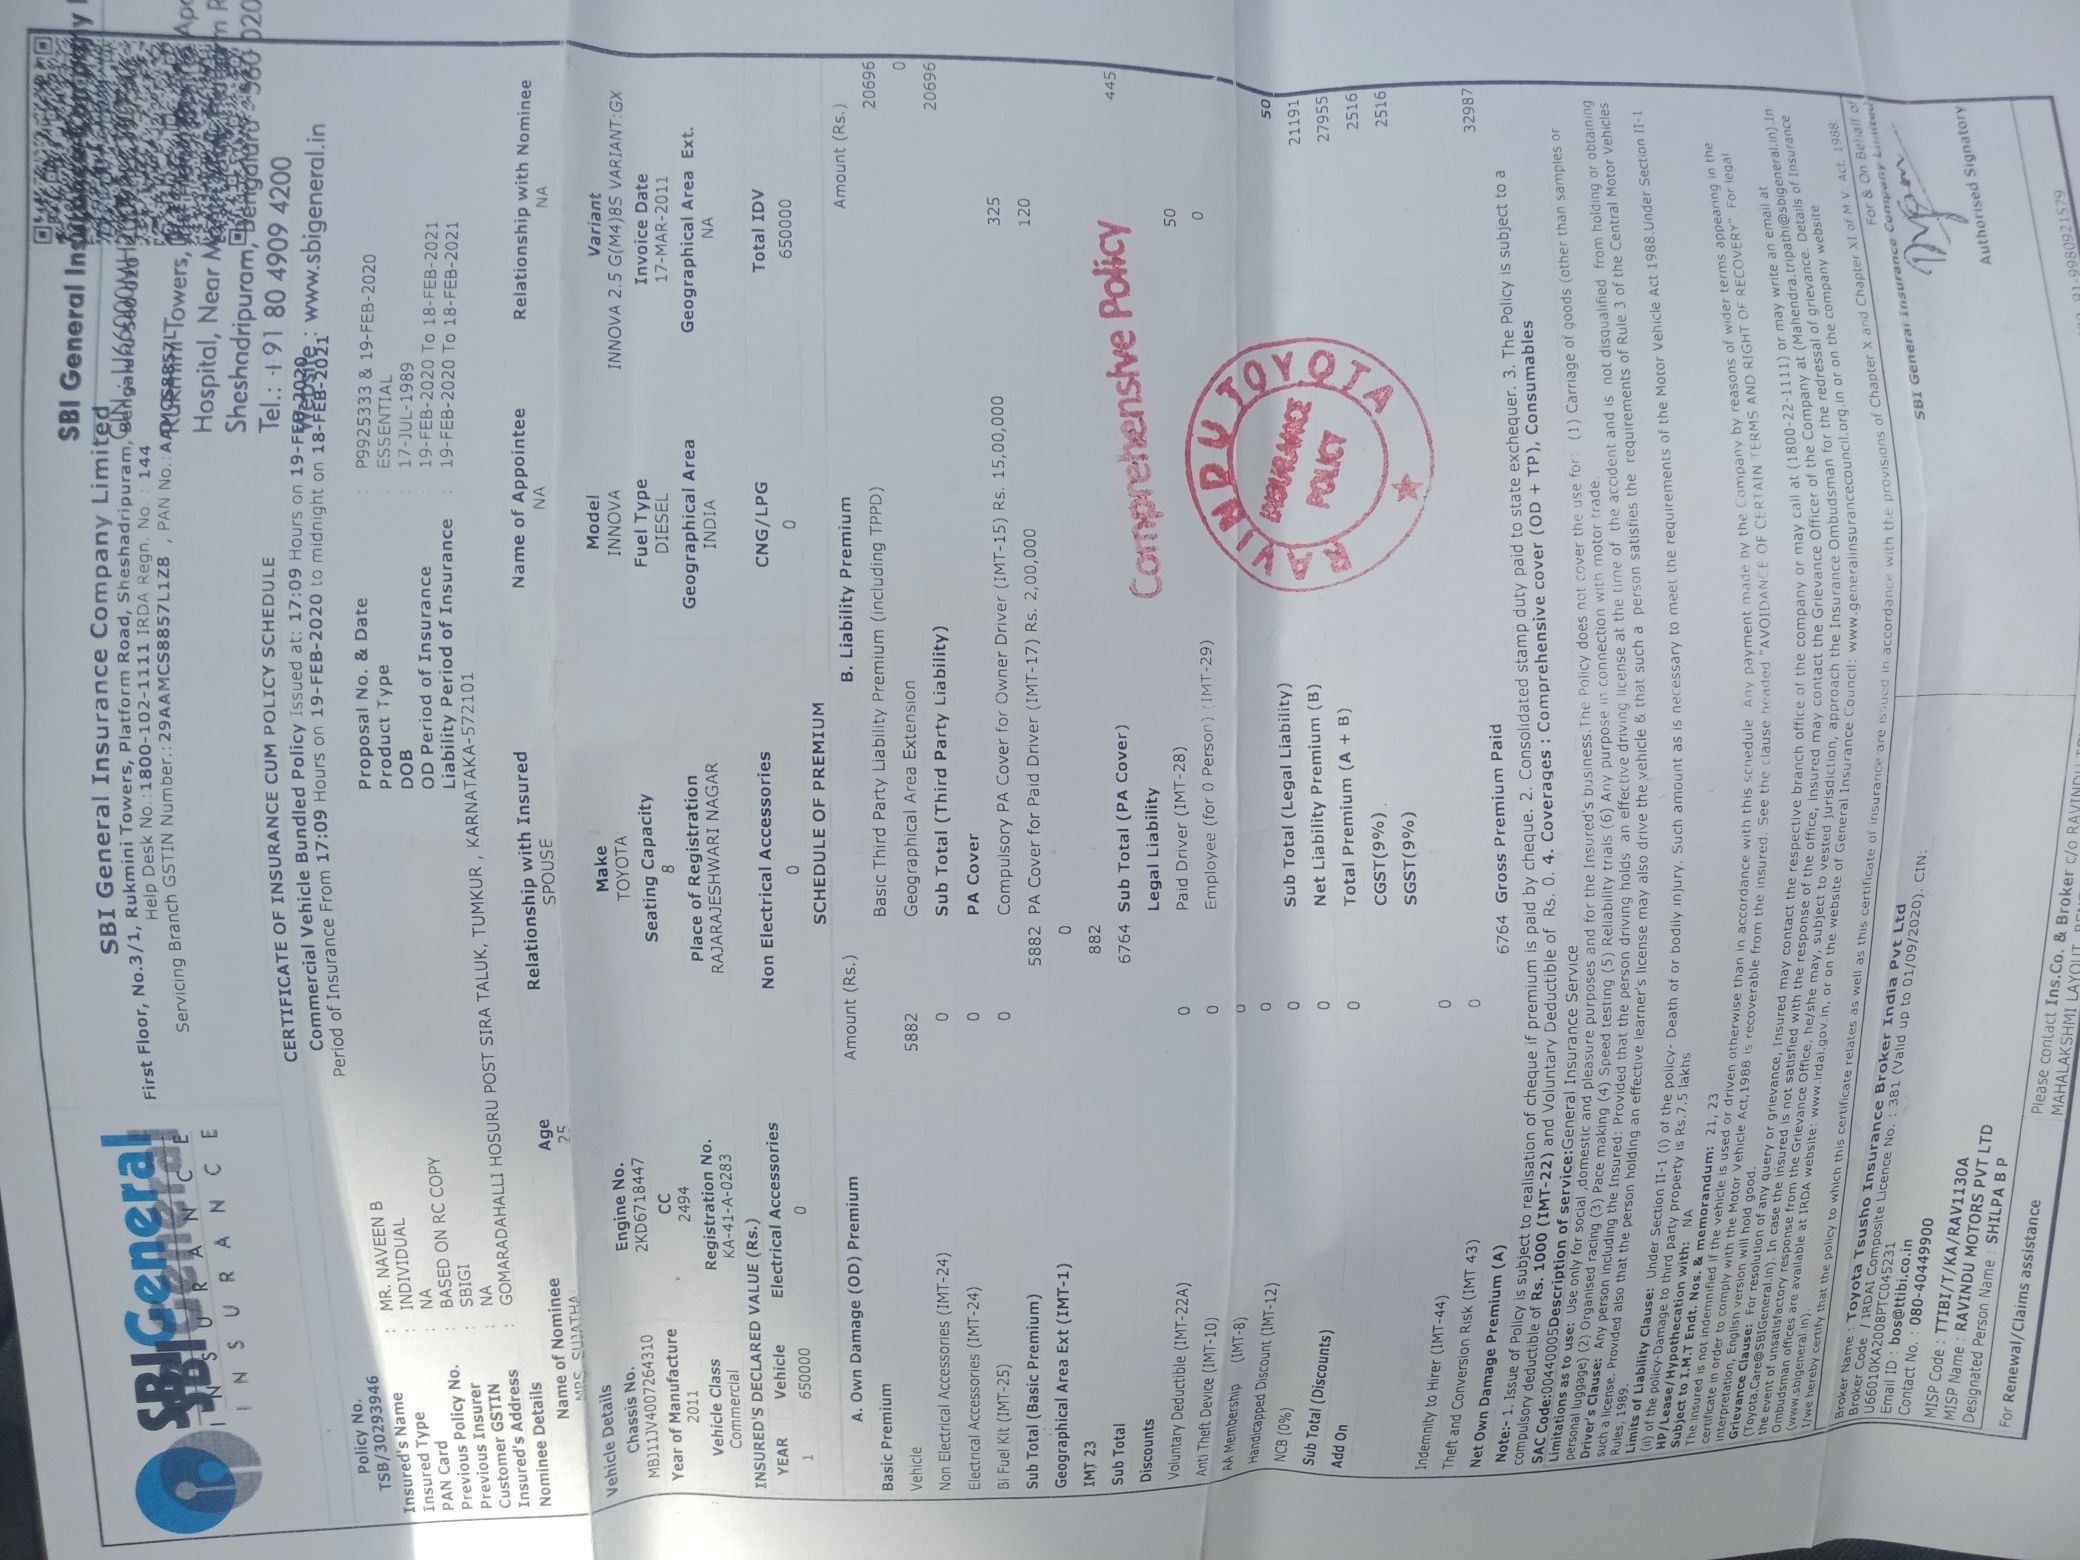 SBIGeneral
INSURANCE
SBI General Insurance Company Limited
First Floor, No.3/1, Rukmini Towers, Platform Road, Sheshadripuram,
Help Desk No.:1800-102-1111 IRDA Regn. No. : 144
Servicing Branch GSTIN Number.:29AAMCS8857L1Z8 , PAN No.:AAMCS8857L
SBI General
Towers,
Hospital, Near
Sheshadripuram,
Tel.: +91 80 4909 4200
: www.sbigeneral.in
CERTIFICATE OF INSURANCE CUM POLICY SCHEDULE
Commercial Vehicle Bundled Policy Issued at: 17:09 Hours on 19-FEB-2020
Period of Insurance From 17:09 Hours on 19-FEB-2020 to midnight on 18-FEB-2021
Policy No.
TSB/30293946
Proposal No. & Date : P9925333 & 19-FEB-2020
Insured's Name : MR. NAVEEN B Product Type : ESSENTIAL
Insured Type : INDIVIDUAL DOB : 17-JUL-1989
PAN Card : NA OD Period of Insurance : 19-FEB-2020 To 18-FEB-2021
Previous Policy No. : BASED ON RC COPY Liability Period of Insurance : 19-FEB-2020 To 18-FEB-2021
Previous Insurer : SBIGI
Customer GSTIN : NA
Insured's Address : GOMARADAHALLI HOSURU POST SIRA TALUK, TUMKUR , KARNATAKA-572101
Nominee Details
Name of Nominee Age Relationship with Insured Name of Appointee Relationship with Nominee
MRS SUJATHA 25 SPOUSE NA NA
Vehicle Details
Chassis No. Engine No. Make Model Variant
MBJ11JV4007264310 2KD6718447 TOYOTA INNOVA INNOVA 2.5 G(M4)8S VARIANT:GX
Year of Manufacture CC Seating Capacity Fuel Type Invoice Date
2011 2494 8 DIESEL 17-MAR-2011
Vehicle Class Registration No. Place of Registration Geographical Area Geographical Area Ext.
Commercial KA-41-A-0283 RAJARAJESHWARI NAGAR INDIA NA
INSURED'S DECLARED VALUE (Rs.)
YEAR Vehicle Electrical Accessories Non Electrical Accessories CNG/LPG Total IDV
1 650000 0 0 0 650000
SCHEDULE OF PREMIUM
A. Own Damage (OD) Premium Amount (Rs.) B. Liability Premium Amount (Rs.)
Basic Premium Basic Third Party Liability Premium (including TPPD) 20696
Vehicle 5882 Geographical Area Extension 0
Non Electrical Accessories (IMT-24) 0 Sub Total (Third Party Liability) 20696
Electrical Accessories (IMT-24) 0 PA Cover
Bi Fuel Kit (IMT-25) 0 Compulsory PA Cover for Owner Driver (IMT-15) Rs. 15,00,000 325
Sub Total (Basic Premium) 5882 PA Cover for Paid Driver (IMT-17) Rs. 2,00,000 120
Geographical Area Ext (IMT-1) 0
IMT 23 882
Sub Total 6764 Sub Total (PA Cover) 445
Discounts Legal Liability
Voluntary Deductible (IMT-22A) 0 Paid Driver (IMT-28) 50
Anti Theft Device (IMT-10) 0 Employee (for 0 Person) (IMT-29) 0
AA Membership (IMT-8) 0
Handicapped Discount (IMT-12) 0
NCB (0%) 0 Sub Total (Legal Liability) 50
Sub Total (Discounts) 0 Net Liability Premium (B) 21191
Add On 0 Total Premium (A + B) 27955
CGST(9%) 2516
SGST(9%) 2516
Indemnity to Hirer (IMT-44) 0
Theft and Conversion Risk (IMT 43) 0
Net Own Damage Premium (A) 6764 Gross Premium Paid 32987
Comprehensive Policy
RAVINDU TOYOTA
INSURANCE
POLICY
Note:- 1.Issue of Policy is subject to realisation of cheque if premium is paid by cheque. 2. Consolidated stamp duty paid to state exchequer. 3. The Policy is subject to a
compulsory deductible of Rs. 1000 (IMT-22) and Voluntary Deductible of Rs. 0. 4. Coverages : Comprehensive cover (OD + TP), Consumables
SAC Code:00440005Description of service:General Insurance Service
Limitations as to use: Use only for social ,domestic and pleasure purposes and for the Insured's business.The Policy does not cover the use for: (1) Carriage of goods (other than samples or
personal luggage) (2) Organised racing (3) Pace making (4) Speed testing (5) Reliability trials (6) Any purpose in connection with motor trade.
Driver's Clause: Any person including the Insured: Provided that the person driving holds an effective driving license at the time of the accident and is not disqualified from holding or obtaining
such a license. Provided also that the person holding an effective learner's license may also drive the vehicle & that such a person satisfies the requirements of Rule 3 of the Central Motor Vehicles
Rules, 1989.
Limits of Liability Clause: Under Section II-1 (i) of the policy- Death of or bodily injury. Such amount as is necessary to meet the requirements of the Motor Vehicle Act 1988.Under Section II-1
(ii) of the policy-Damage to third party property is Rs.7.5 lakhs
HP/Lease/Hypothecation with: NA
Subject to I.M.T Endt. Nos. & memorandum: 21, 23
The insured is not indemnified if the vehicle is used or driven otherwise than in accordance with this schedule. Any payment made by the Company by reasons of wider terms appearing in the
certificate in order to comply with the Motor Vehicle Act,1988 is recoverable from the insured. See the clause headed "AVOIDANCE OF CERTAIN TERMS AND RIGHT OF RECOVERY". For legal
interpretation, English version will hold good.
Grievance Clause: For resolution of any query or grievance, Insured may contact the respective branch office of the company or may call at (1800-22-1111) or may write an email at
(Toyota.Care@SBIGeneral.in). In case the insured is not satisfied with the response of the office, insured may contact the Grievance Officer of the Company at (Mahendra.tripathi@sbigeneral.in).In
the event of unsatisfactory response from the Grievance Office, he/she may, subject to vested jurisdiction, approach the Insurance Ombudsman for the redressal of grievance. Details of Insurance
Ombudsman offices are available at IRDA website: www.irdai.gov.in, or on the website of General Insurance Council: www.generalinsurancecouncil.org.in or on the company website
(www.sbigeneral.in).
I/we hereby certify that the policy to which this certificate relates as well as this certificate of insurance are issued in accordance with the provisions of Chapter X and Chapter XI of M.V. Act, 1988.
Broker Name : Toyota Tsusho Insurance Broker India Pvt Ltd
Broker Code / IRDAI Composite Licence No. : 381 (Valid up to 01/09/2020). CIN:
U66010KA2008PTC045231
Email ID : bos@ttibi.co.in
Contact No. : 080-40449900
MISP Code : TTIBI/T/KA/RAV1130A
MISP Name : RAVINDU MOTORS PVT LTD
Designated Person Name : SHILPA B P
For & On Behalf of
SBI General Insurance Company Limited
Authorised Signatory
For Renewal/Claims assistance
Please contact Ins.Co. & Broker c/o RAVINDU
MAHALAKSHMI LAYOUT,
91-9980921579